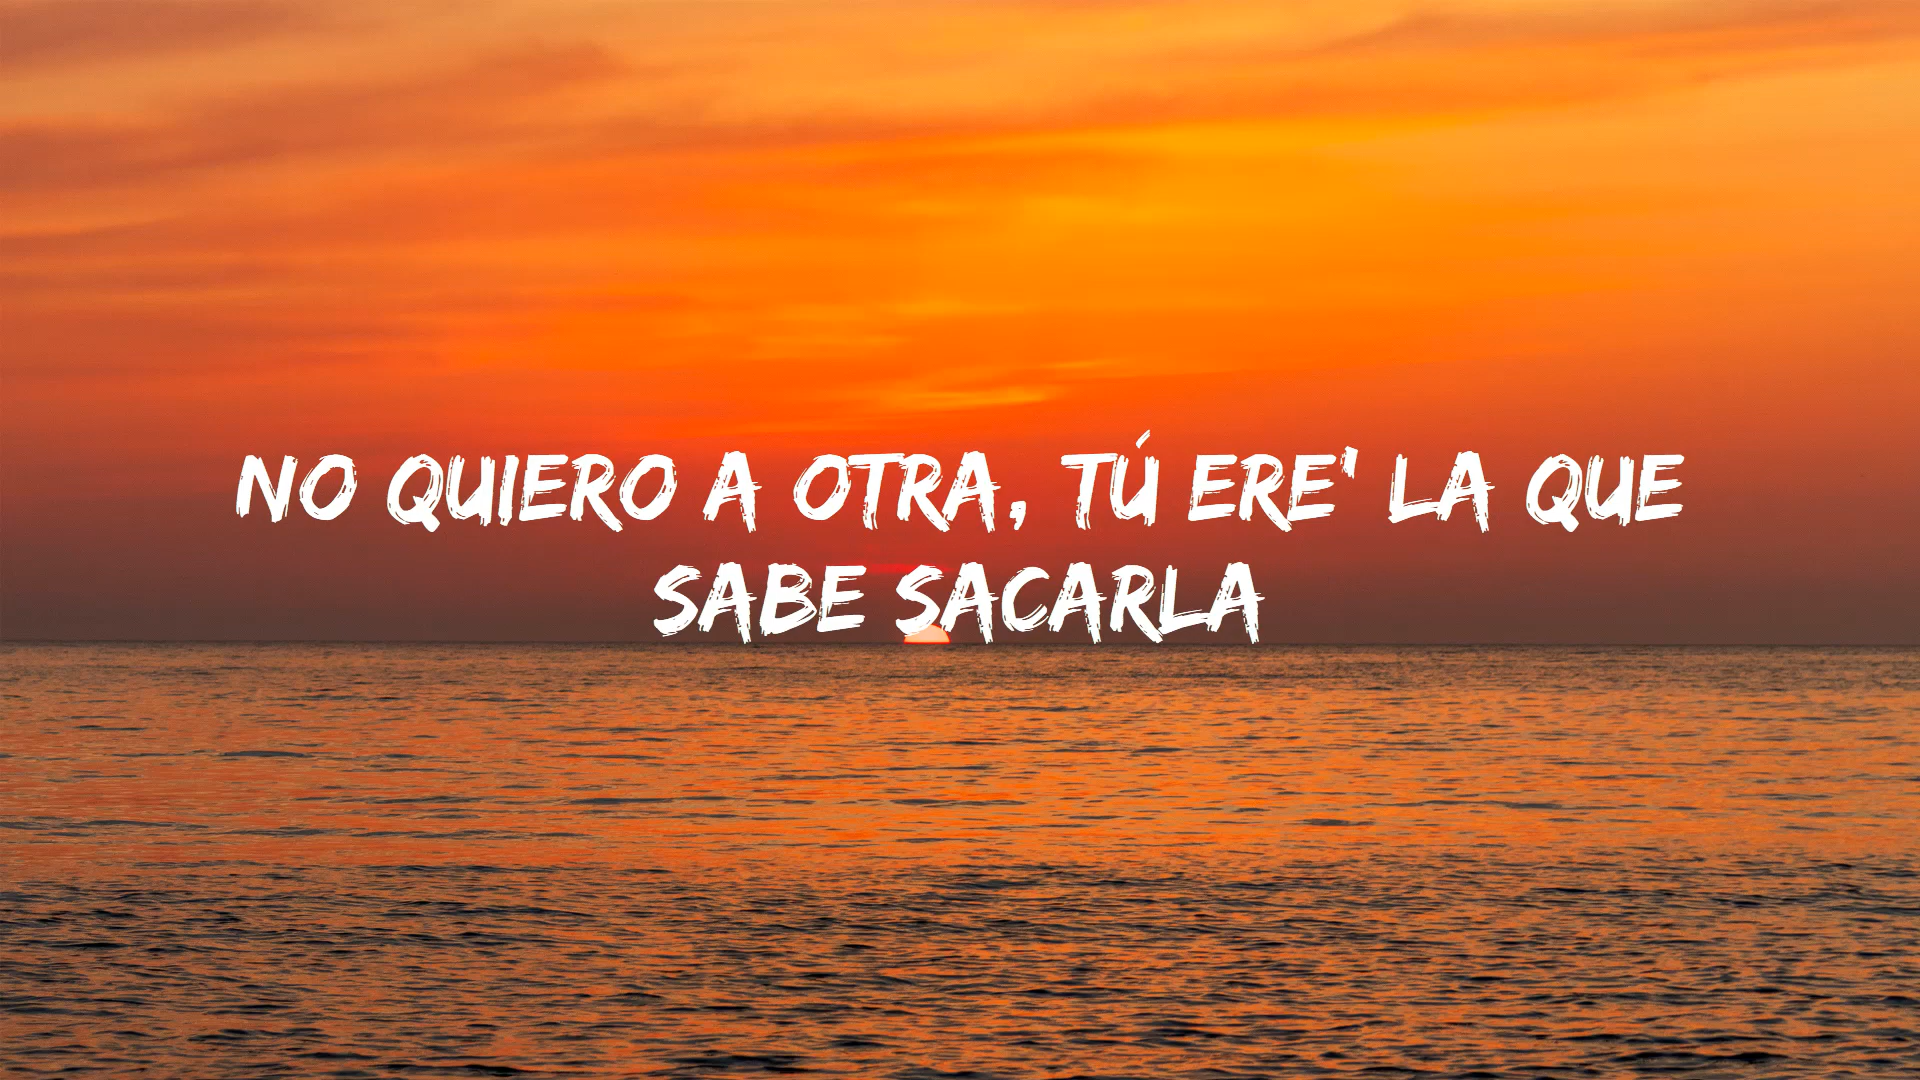 NO QUIERO A OTRA, TÚ ERE' LA QUE
SABE SACARLA